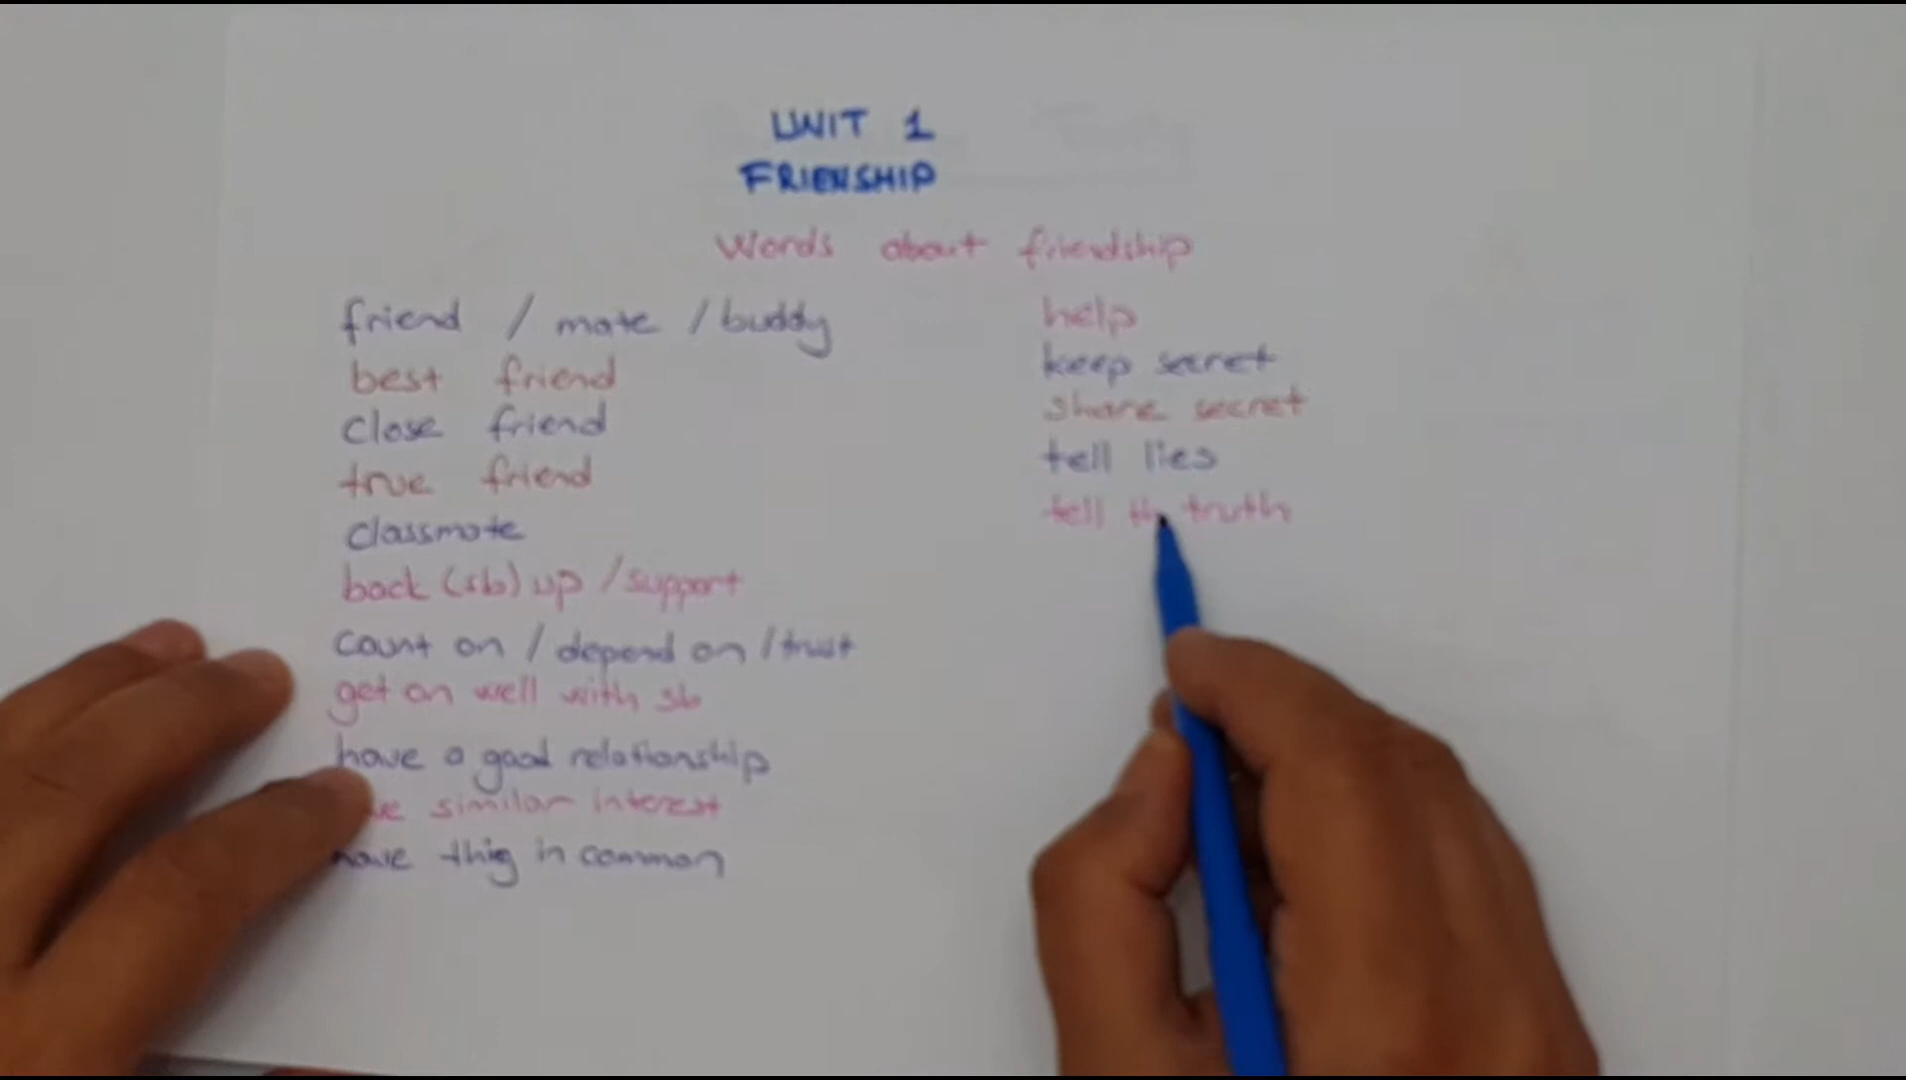 UNIT 1
FRIENSHIP
Words about friendship
friend / mate / buddy
best friend
close friend
true friend
classmate
back (sb) up / support
count on / depend on / trust
get on well with sb
have a good relationship
similar interest
have thig in common
help
keep secret
share secret
tell lies
tell truth